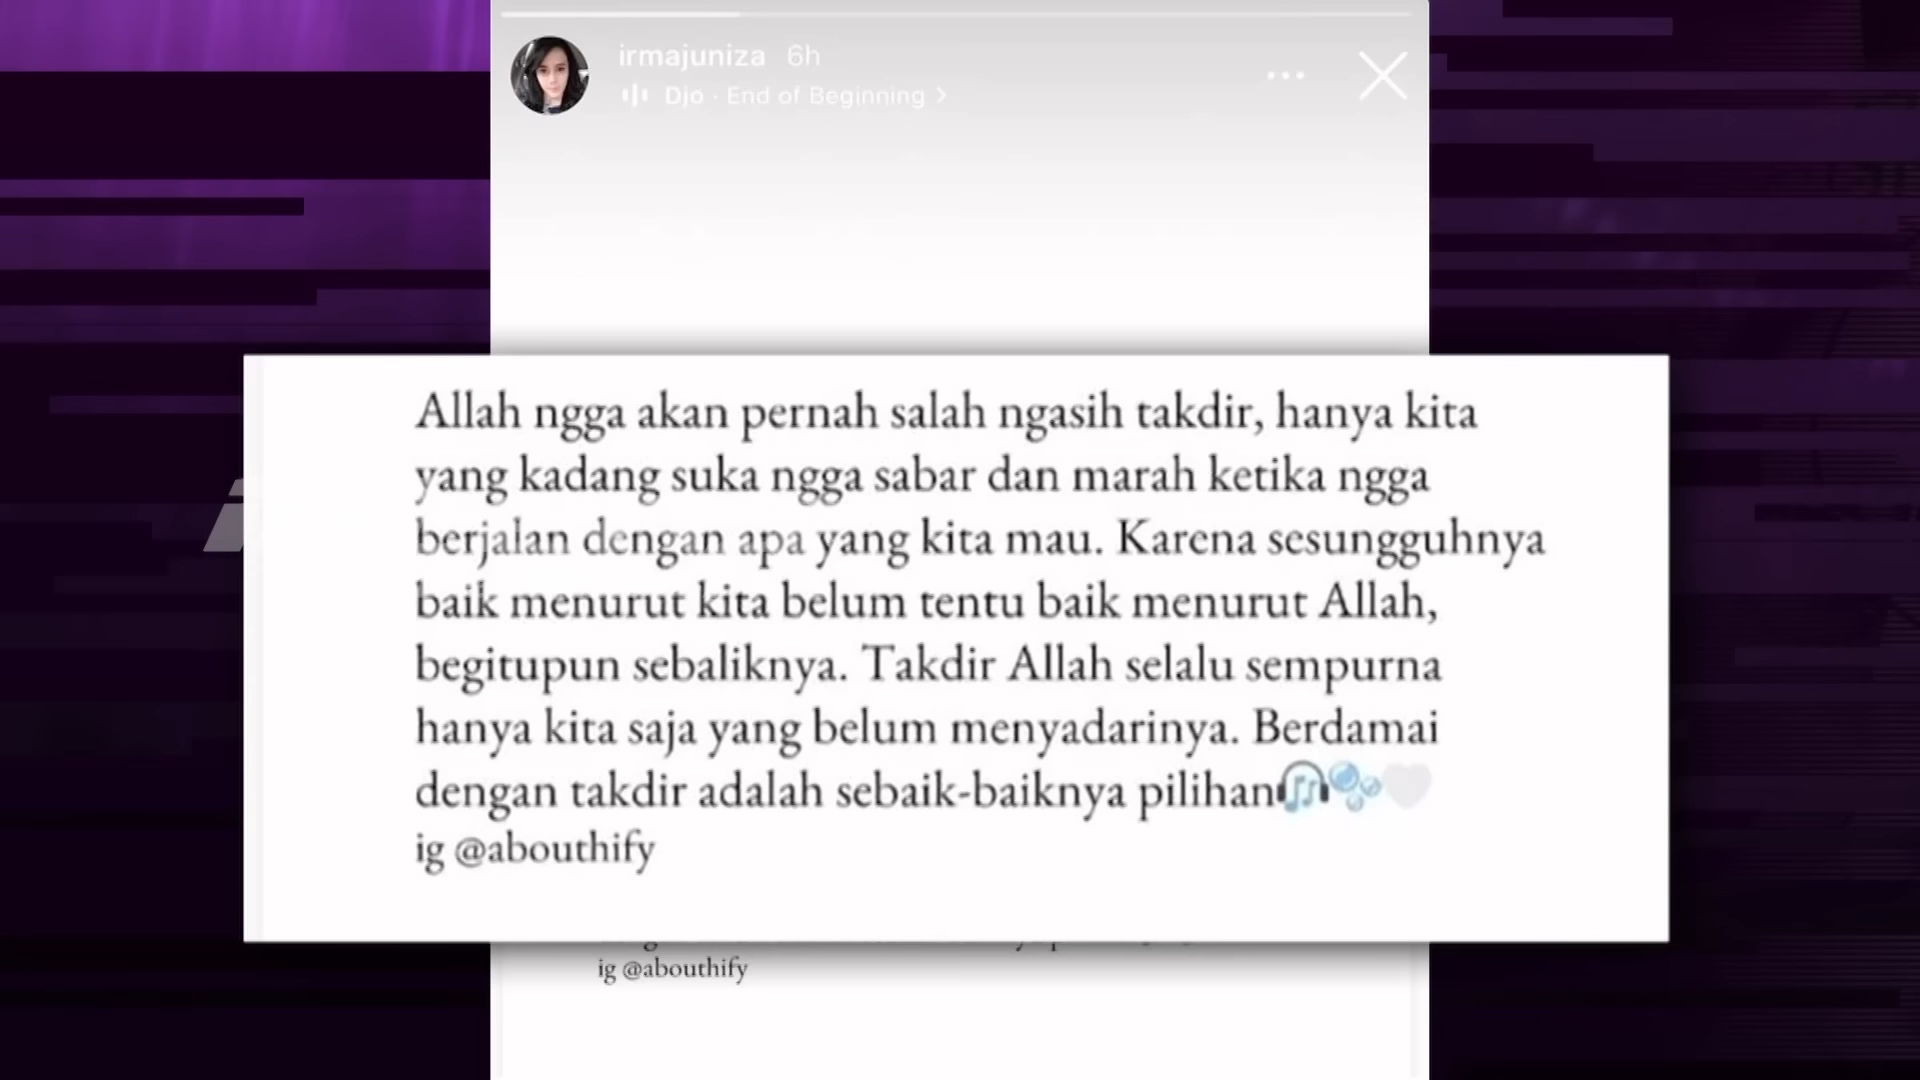 irmajuniza 6h
Djo · End of Beginning >
Allah ngga akan pernah salah ngasih takdir, hanya kita
yang kadang suka ngga sabar dan marah ketika ngga
berjalan dengan apa yang kita mau. Karena sesungguhnya
baik menurut kita belum tentu baik menurut Allah,
begitupun sebaliknya. Takdir Allah selalu sempurna
hanya kita saja yang belum menyadarinya. Berdamai
dengan takdir adalah sebaik-baiknya pilihan🎧🫧🤍
ig @abouthify
ig @abouthify